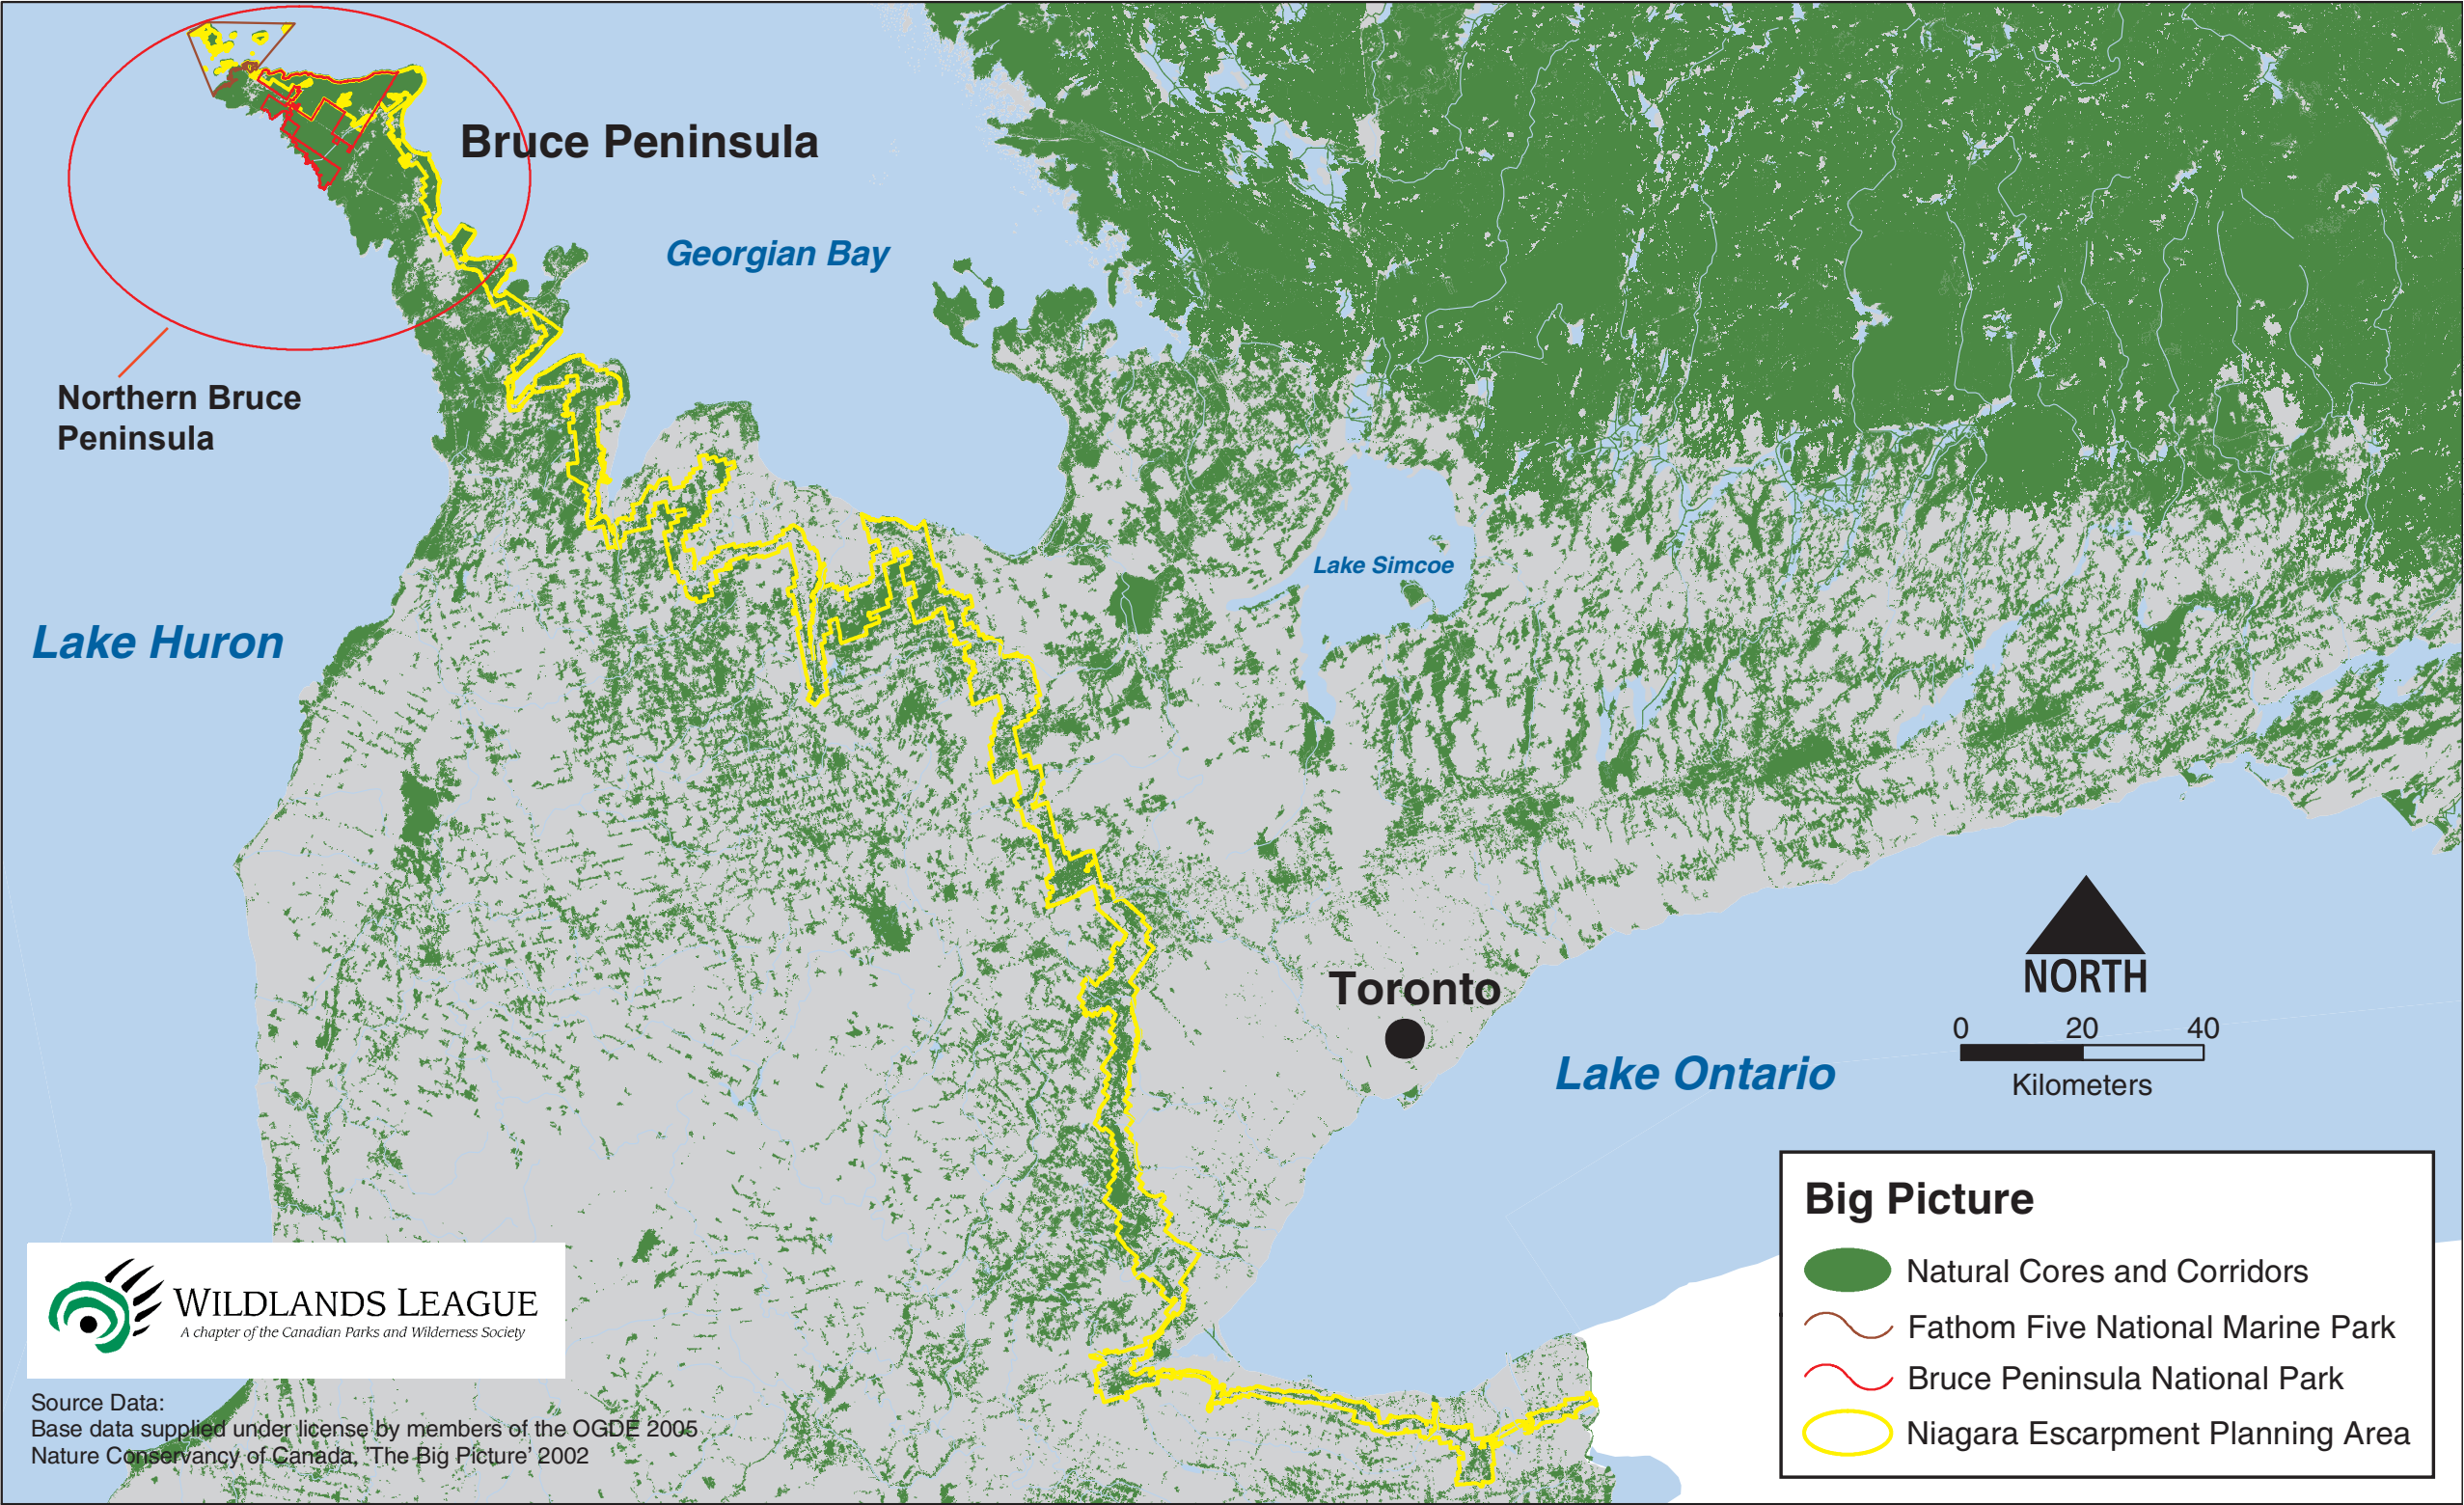 Bruce Peninsula
Georgian Bay
Northern Bruce
Peninsula
Lake Simcoe
Lake Huron
Toronto
NORTH
0 20 40
Kilometers
Lake Ontario
Big Picture
Natural Cores and Corridors
Fathom Five National Marine Park
Bruce Peninsula National Park
Niagara Escarpment Planning Area
WILDLANDS LEAGUE
A chapter of the Canadian Parks and Wilderness Society
Source Data:
Base data supplied under license by members of the OGDE 2005
Nature Conservancy of Canada, 'The Big Picture' 2002